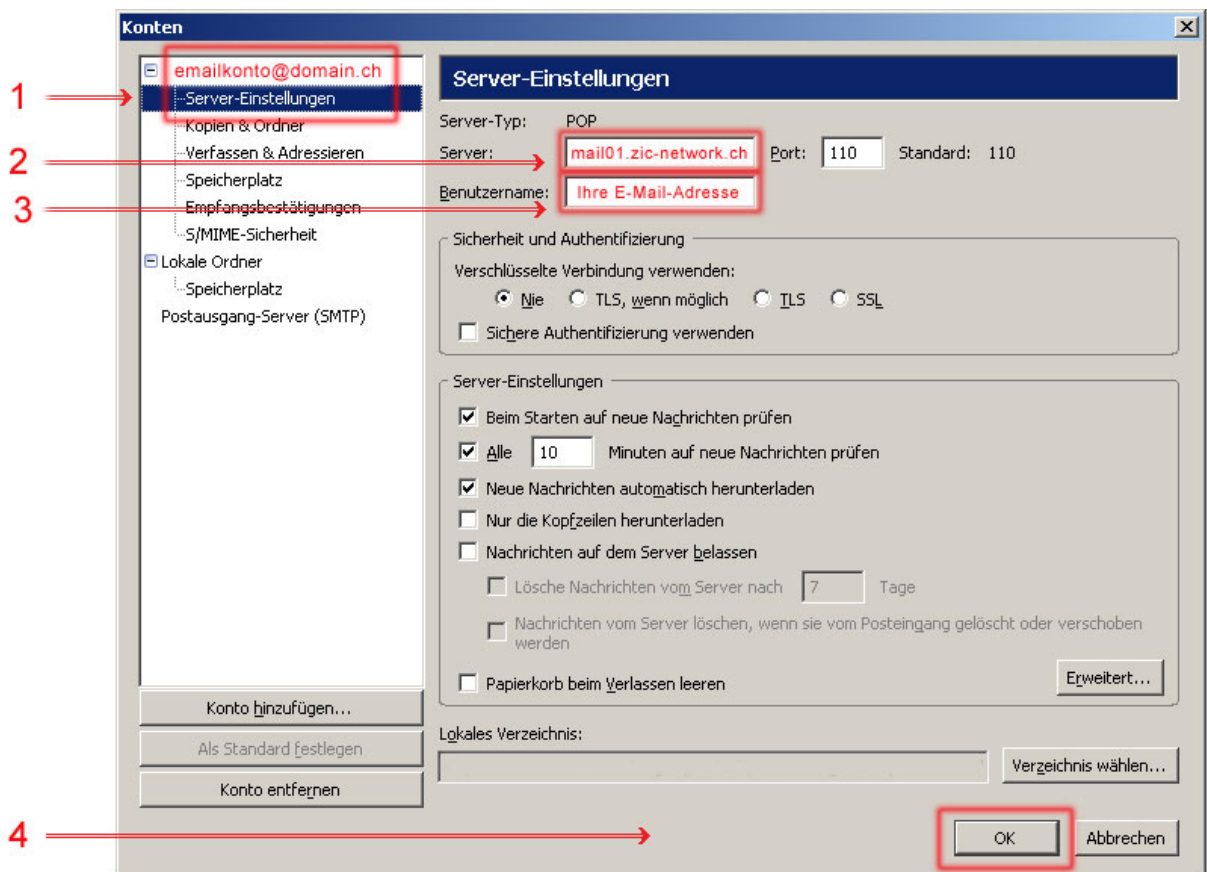 Konten
emailkonto@domain.ch
1
Server-Einstellungen
Kopien & Ordner
Verfassen & Adressieren
2
Speicherplatz
3
Empfangsbestätigungen
S/MIME-Sicherheit
Lokale Ordner
Speicherplatz
Postausgang-Server (SMTP)
Konto hinzufügen...
Als Standard festlegen
Konto entfernen
4
Server-Einstellungen
Server-Typ: POP
Server: mail01.zic-network.ch Port: 110 Standard: 110
Benutzername: Ihre E-Mail-Adresse
Sicherheit und Authentifizierung
Verschlüsselte Verbindung verwenden:
Nie TLS, wenn möglich TLS SSL
Sichere Authentifizierung verwenden
Server-Einstellungen
Beim Starten auf neue Nachrichten prüfen
Alle 10 Minuten auf neue Nachrichten prüfen
Neue Nachrichten automatisch herunterladen
Nur die Kopfzeilen herunterladen
Nachrichten auf dem Server belassen
Lösche Nachrichten vom Server nach 7 Tage
Nachrichten vom Server löschen, wenn sie vom Posteingang gelöscht oder verschoben
werden
Papierkorb beim Verlassen leeren
Erweitert...
Lokales Verzeichnis:
Verzeichnis wählen...
OK Abbrechen